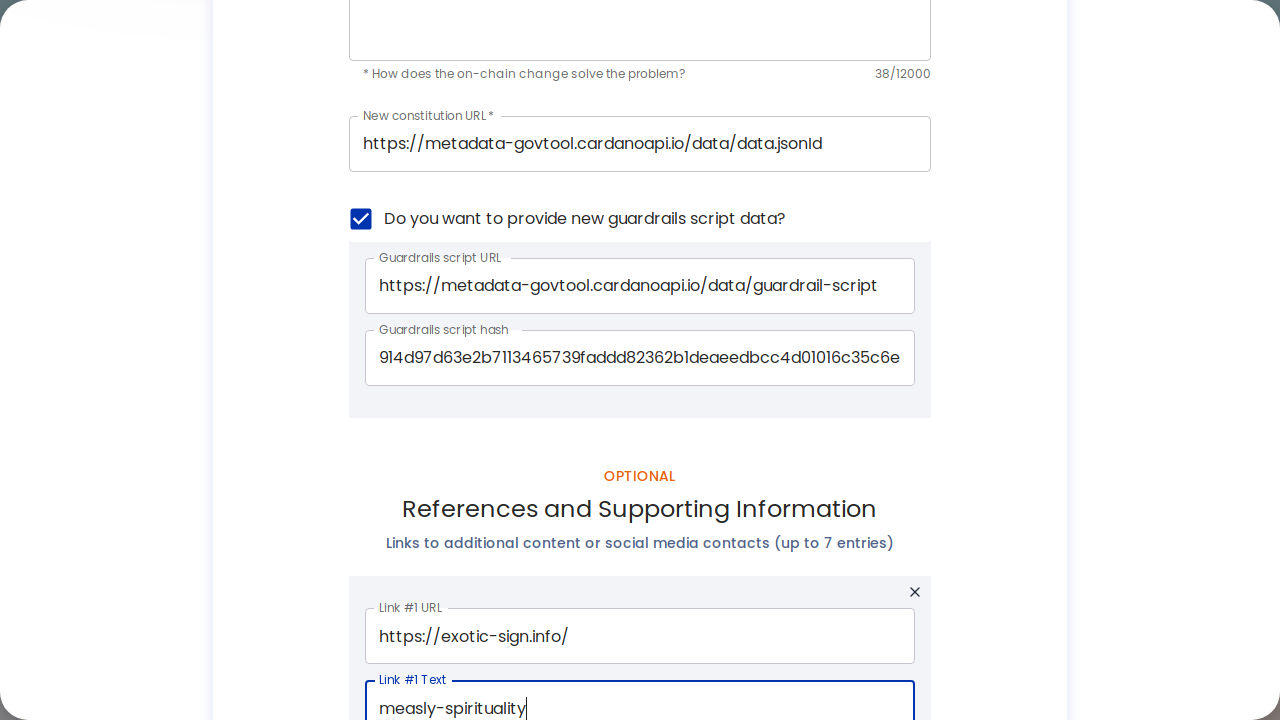 * How does the on-chain change solve the problem?
38/12000
New constitution URL *
https://metadata-govtool.cardanoapi.io/data/data.jsonld
Do you want to provide new guardrails script data?
Guardrails script URL
https://metadata-govtool.cardanoapi.io/data/guardrail-script
Guardrails script hash
914d97d63e2b7113465739faddd82362b1deaeedbcc4d01016c35c6e
OPTIONAL
References and Supporting Information
Links to additional content or social media contacts (up to 7 entries)
Link #1 URL
https://exotic-sign.info/
Link #1 Text
measly-spirituality